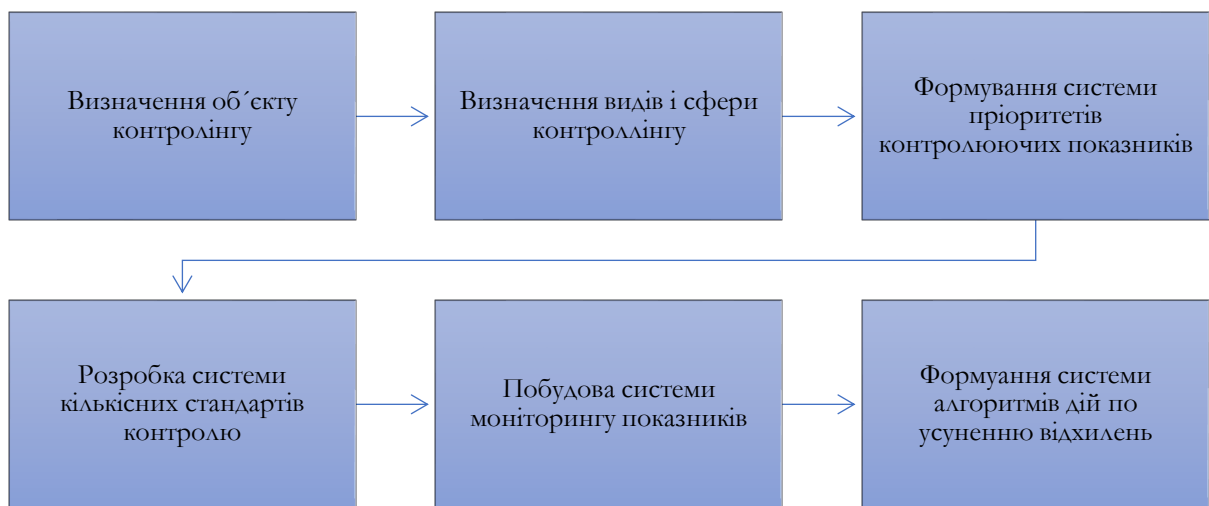 Визначення об´єкту
контролінгу
Визначення видів і сфери
контроллінгу
Формування системи
пріоритетів
контролюючих показників
Розробка системи
кількісних стандартів
контролю
Побудова системи
моніторингу показників
Формуання системи
алгоритмів дій по
усуненню відхилень